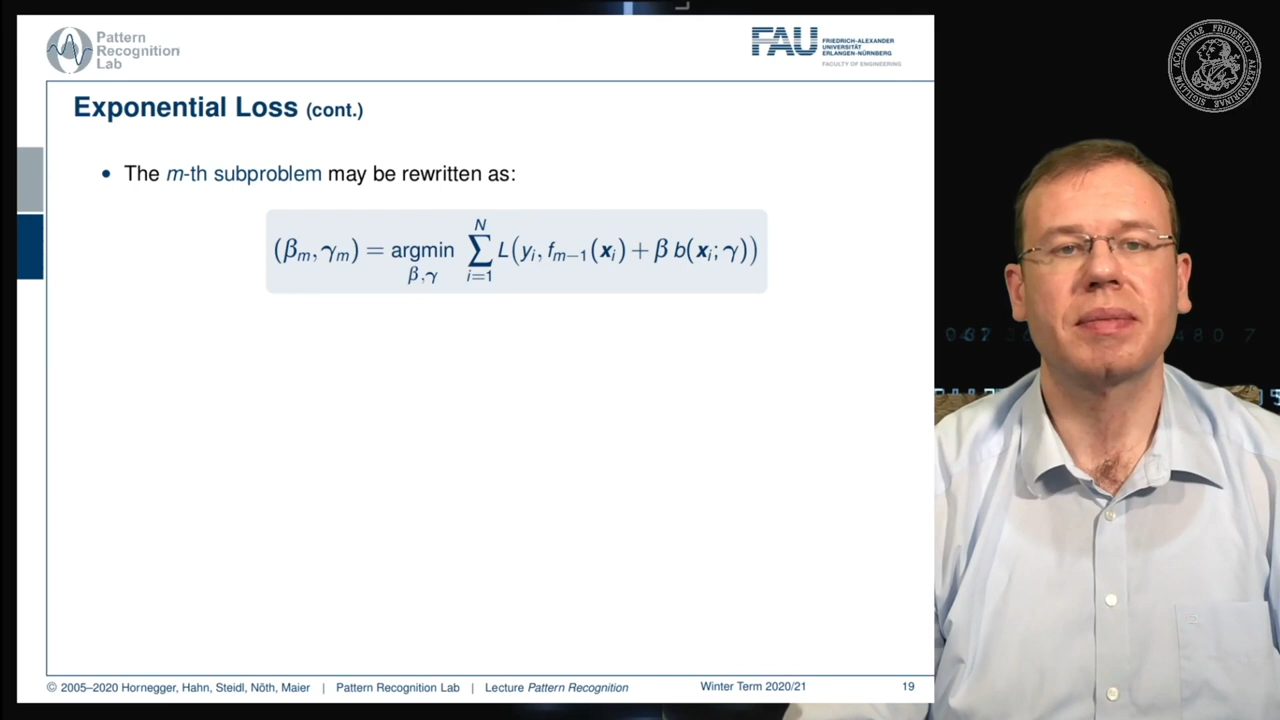 Pattern
Recognition
Lab
FAU
FRIEDRICH-ALEXANDER
UNIVERSITÄT
ERLANGEN-NÜRNBERG
FACULTY OF ENGINEERING
Exponential Loss (cont.)
• The m-th subproblem may be rewritten as:
(βₘ, γₘ) = argmin_{β,γ} ∑_{i=1}^{N} L(yᵢ, fₘ₋₁(xᵢ) + β b(xᵢ; γ))
© 2005–2020 Hornegger, Hahn, Steidl, Nöth, Maier | Pattern Recognition Lab | Lecture Pattern Recognition Winter Term 2020/21 19